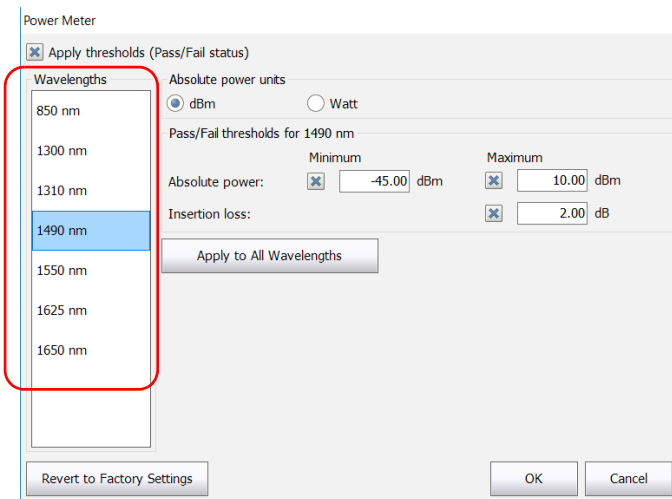 Power Meter
Apply thresholds (Pass/Fail status)
Wavelengths
850 nm
1300 nm
1310 nm
1490 nm
1550 nm
1625 nm
1650 nm
Absolute power units
dBm Watt
Pass/Fail thresholds for 1490 nm
Minimum Maximum
Absolute power: -45.00 dBm 10.00 dBm
Insertion loss: 2.00 dB
Apply to All Wavelengths
Revert to Factory Settings OK Cancel